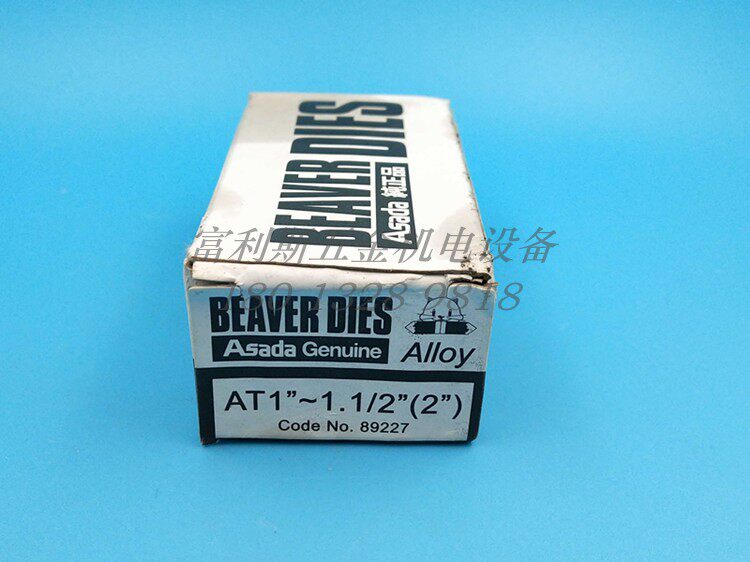 BEAVER DIES
Asada 純正品
富利斯五金机电设备
180 1328 9818
BEAVER DIES
Asada Genuine
Alloy
AT1"~1.1/2"(2")
Code No. 89227